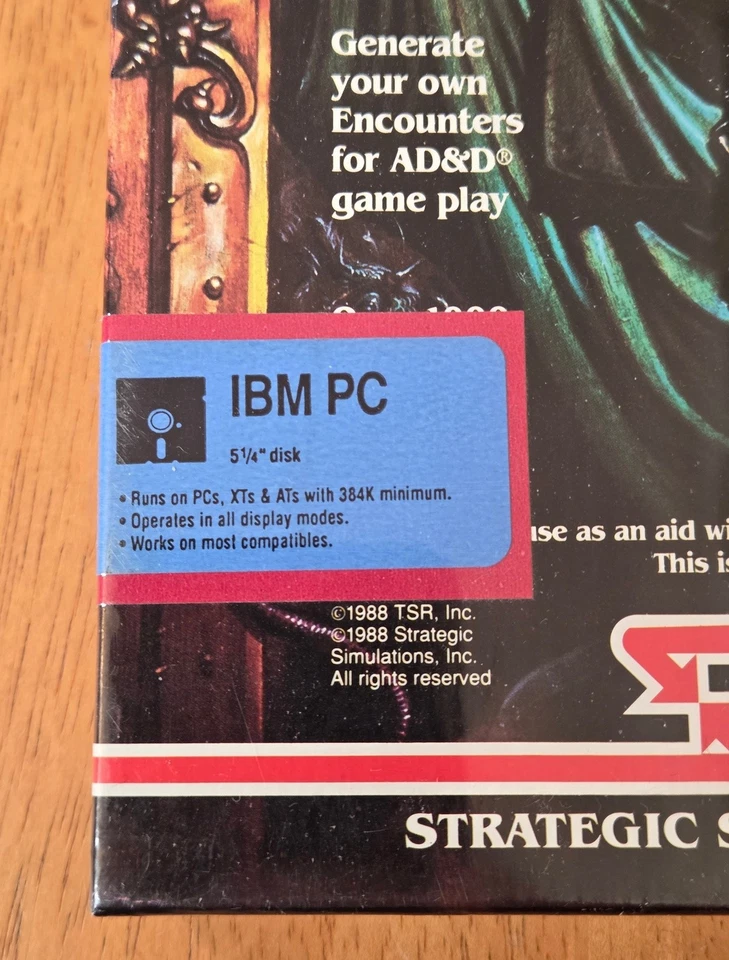 Generate
your own
Encounters
for AD&D®
game play
IBM PC
5¼" disk
• Runs on PCs, XTs & ATs with 384K minimum.
• Operates in all display modes.
• Works on most compatibles.
use as an aid
This is
©1988 TSR, Inc.
©1988 Strategic
Simulations, Inc.
All rights reserved
STRATEGIC